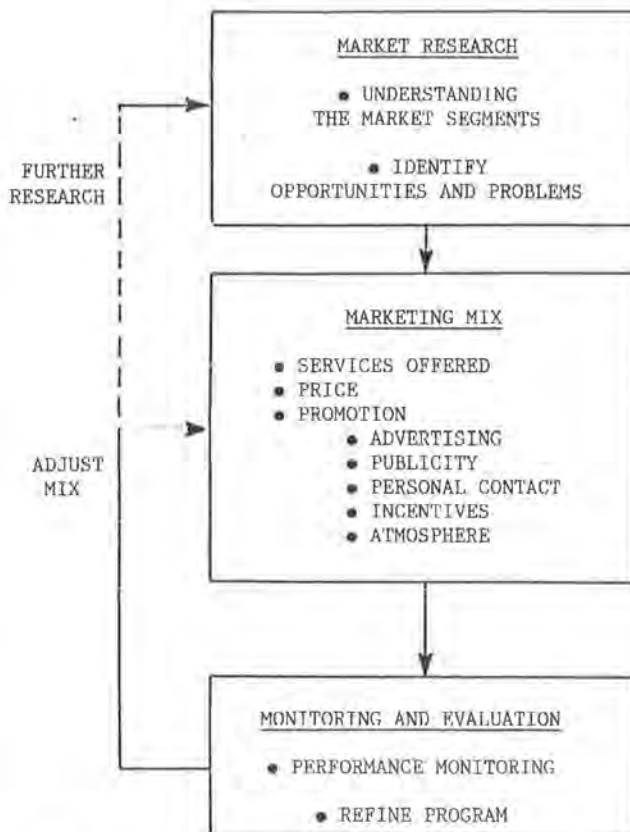 MARKET RESEARCH
● UNDERSTANDING
THE MARKET SEGMENTS
● IDENTIFY
OPPORTUNITIES AND PROBLEMS
FURTHER
RESEARCH
MARKETING MIX
● SERVICES OFFERED
● PRICE
● PROMOTION
● ADVERTISING
● PUBLICITY
● PERSONAL CONTACT
● INCENTIVES
● ATMOSPHERE
ADJUST
MIX
MONITORING AND EVALUATION
● PERFORMANCE MONITORING
● REFINE PROGRAM